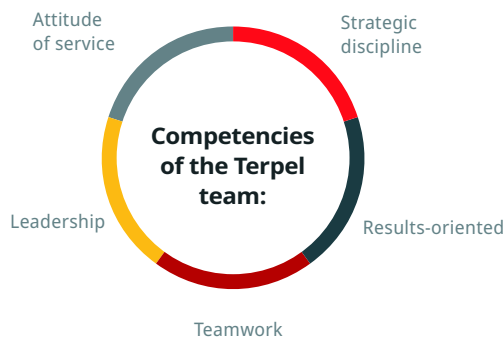 Attitude
of service
Strategic
discipline
Competencies
of the Terpel
team:
Leadership
Results-oriented
Teamwork